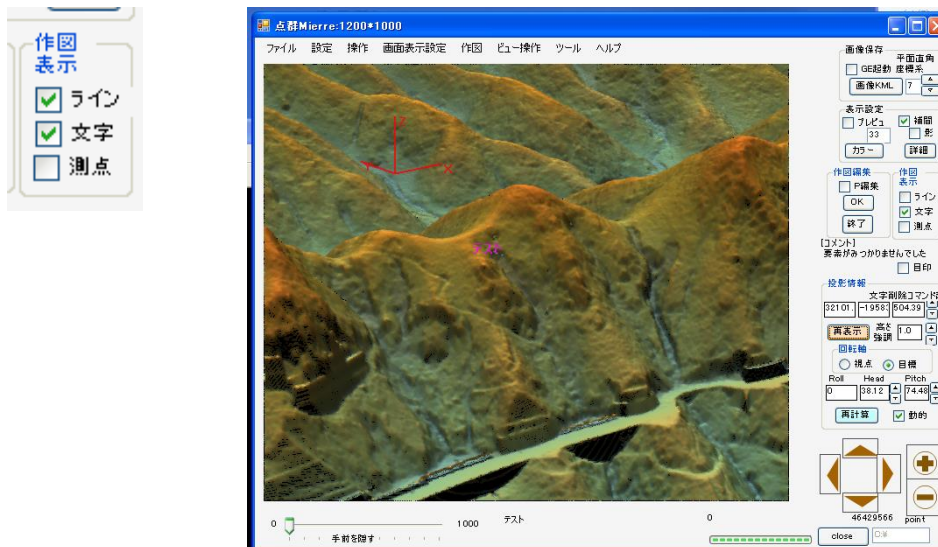 作図
表示
ライン
文字
測点
点群Mierre:1200*1000
ファイル 設定 操作 画面表示設定 作図 ビュー操作 ツール ヘルプ
画像保存
平面直角
GE起動 座標系
画像KML 7
表示設定
プレビュ 補間
33 影
カラー 詳細
作図編集 作図
表示
P編集 ライン
OK 文字
終了 測点
[コメント]
要素がみつかりませんでした
目印
投影情報
文字削除コマンド
32101. -1958 504.39
再表示 高さ
強調 1.0
回転軸
視点 目標
Roll Head Pitch
0 38.12 74.48
再計算 動的
Z
X
0 1000 テスト 0
手前を隠す
46429566 point
close